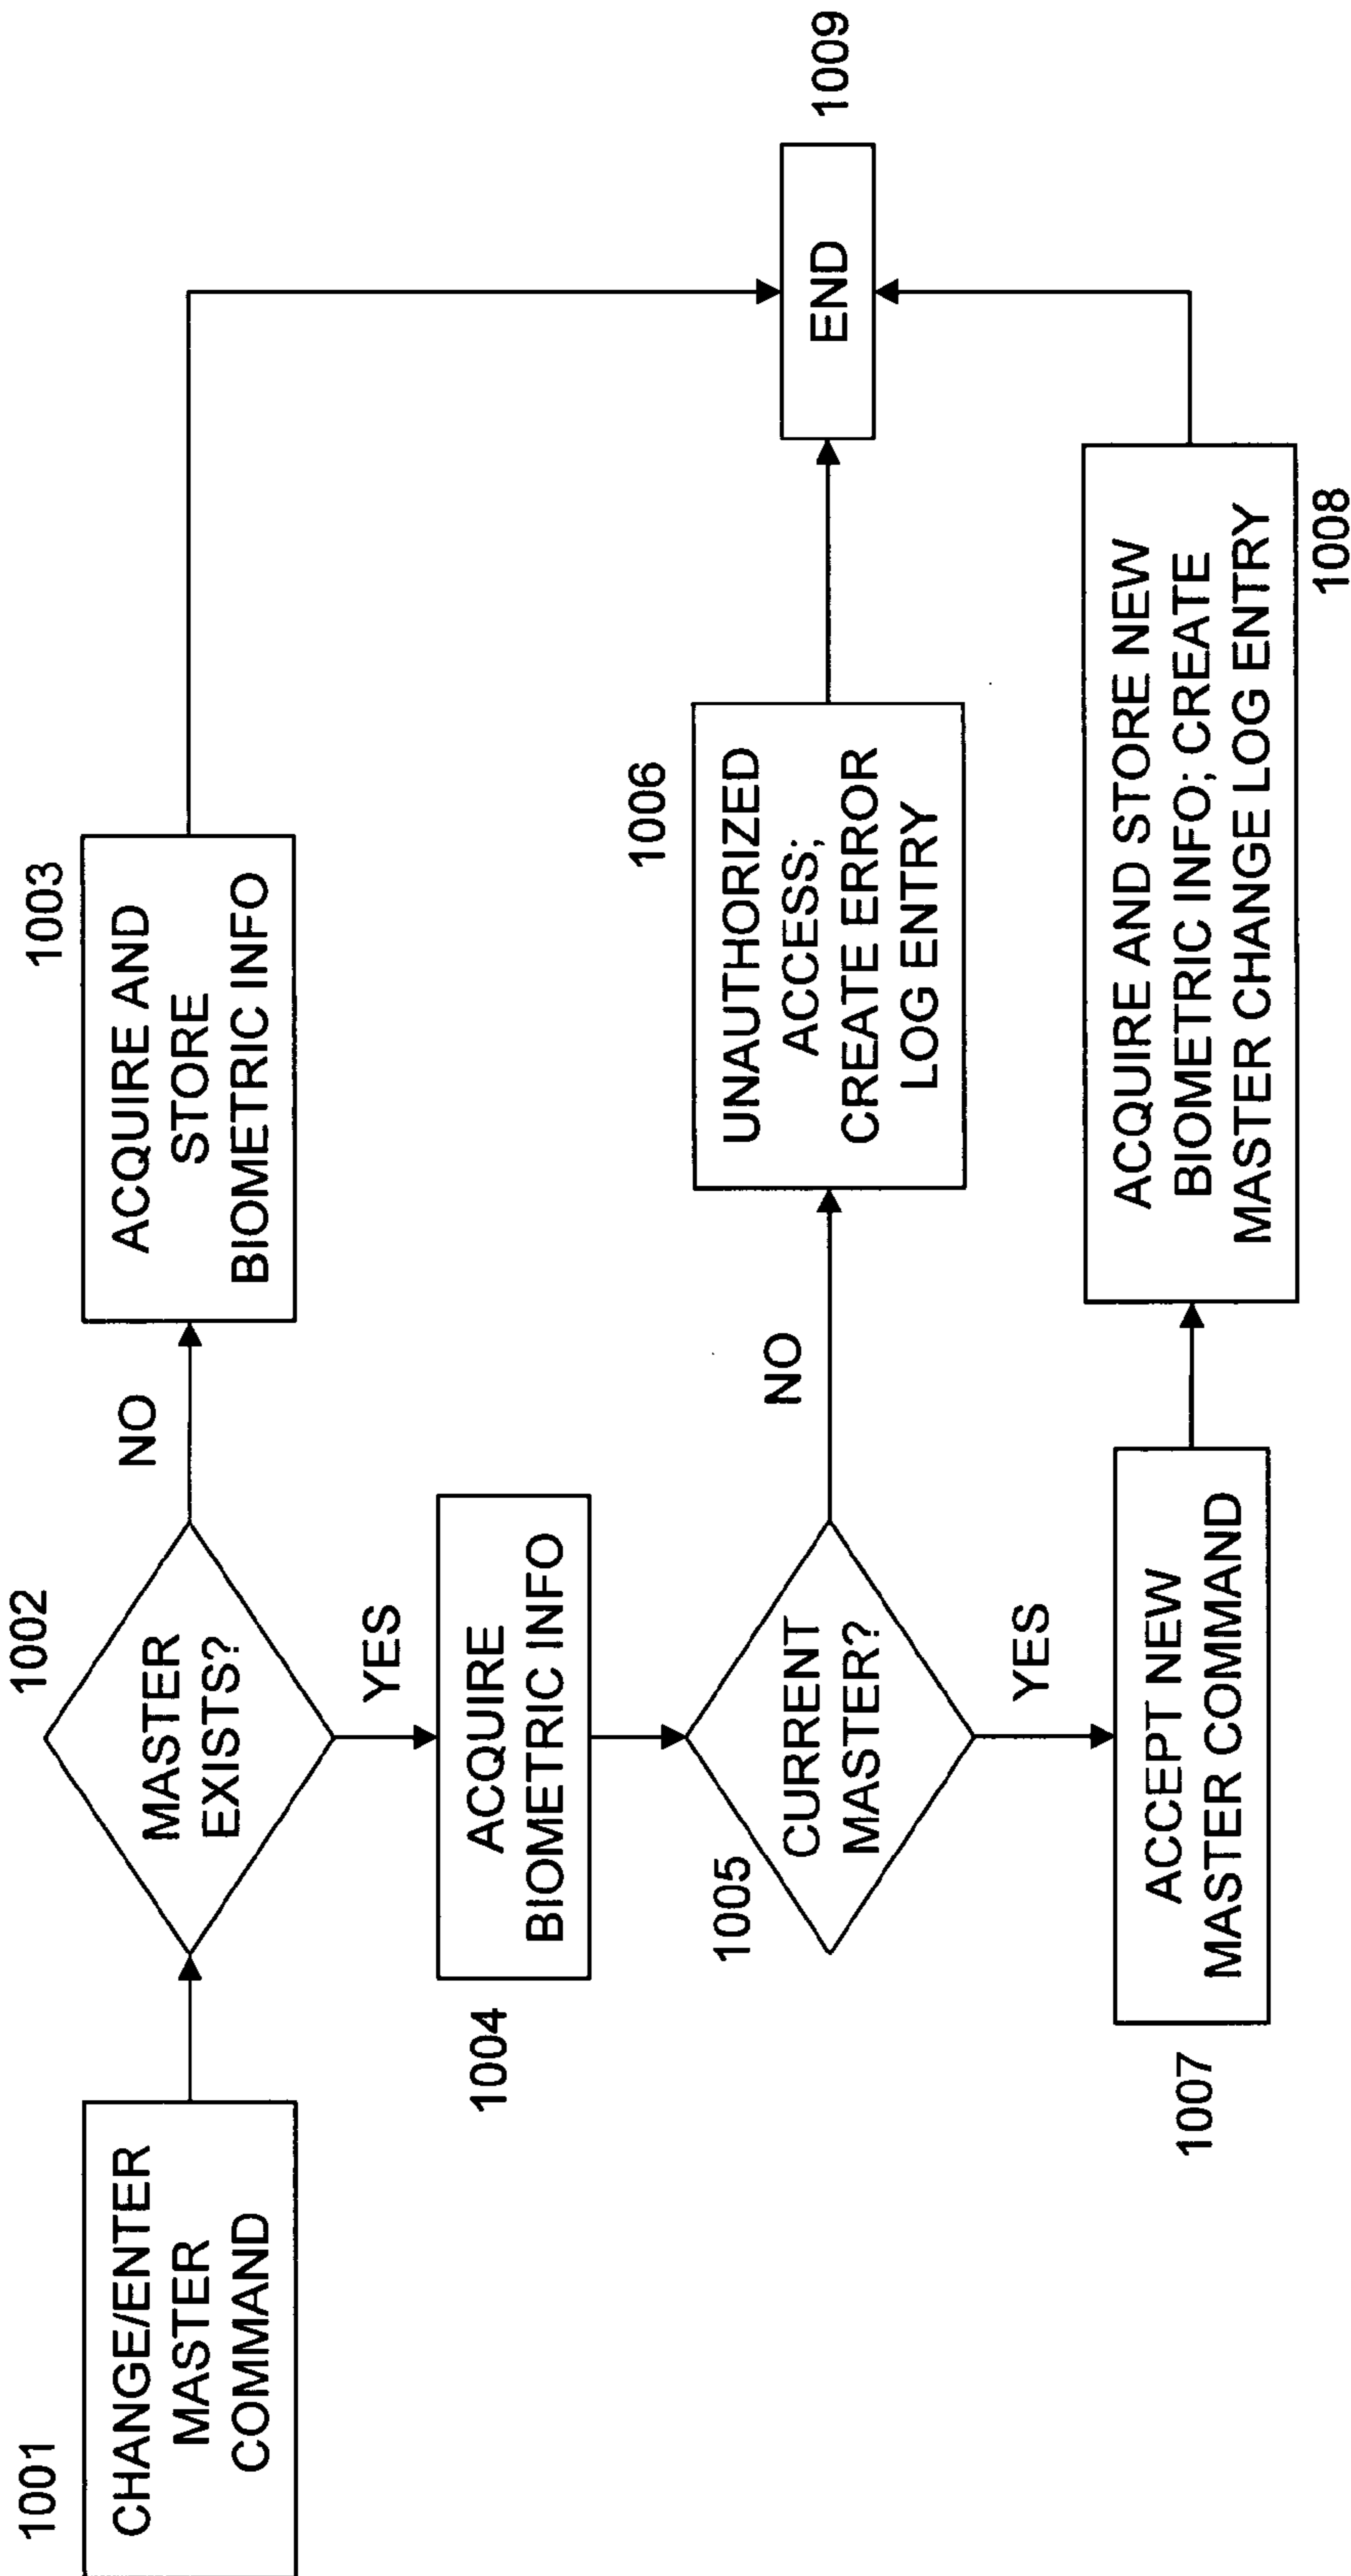 1001
CHANGE/ENTER
MASTER
COMMAND
1002
MASTER
EXISTS?
NO
1003
ACQUIRE AND
STORE
BIOMETRIC INFO
YES
1004
ACQUIRE
BIOMETRIC INFO
1005
CURRENT
MASTER?
NO
1006
UNAUTHORIZED
ACCESS;
CREATE ERROR
LOG ENTRY
YES
1007
ACCEPT NEW
MASTER COMMAND
1008
ACQUIRE AND STORE NEW
BIOMETRIC INFO; CREATE
MASTER CHANGE LOG ENTRY
END
1009